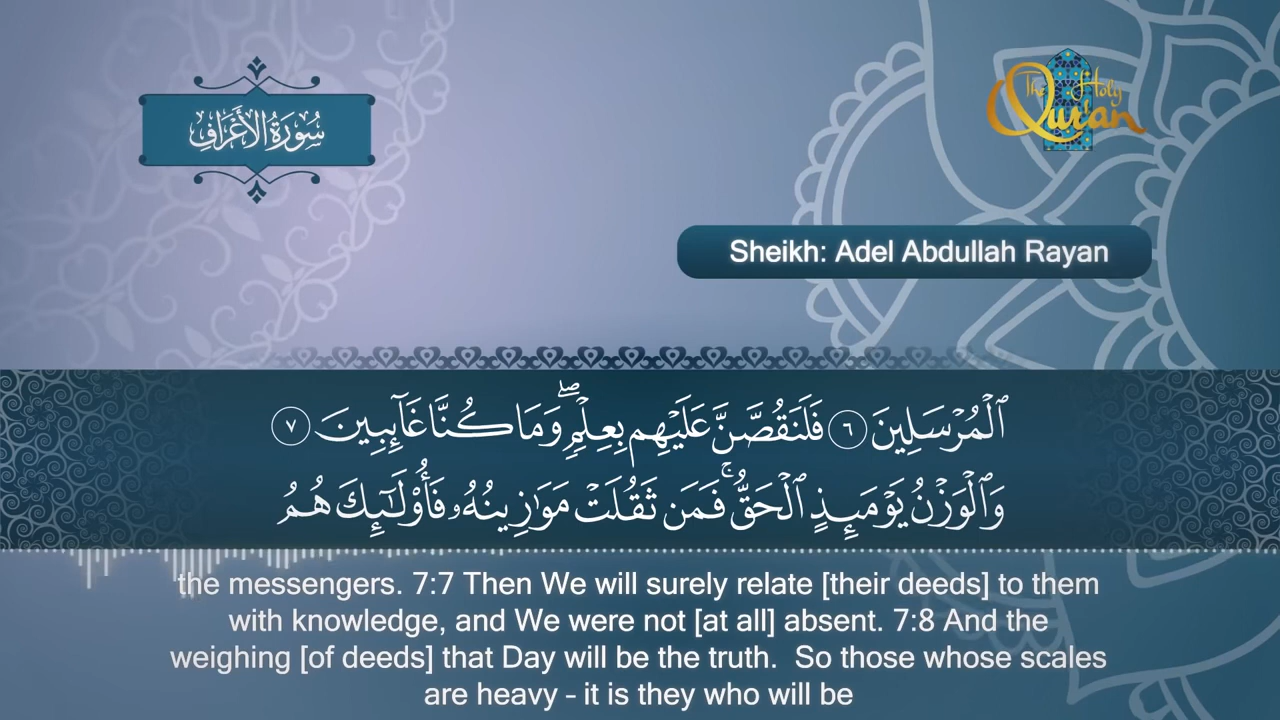 سُورَةُ الأَعْرَافِ
The Holy
Qur'an
Sheikh: Adel Abdullah Rayan
ٱلۡمُرۡسَلِينَ ٦ فَلَنَقُصَّنَّ عَلَيۡهِم بِعِلۡمٖۖ وَمَا كُنَّا غَآئِبِينَ ٧
وَٱلۡوَزۡنُ يَوۡمَئِذٍ ٱلۡحَقُّۚ فَمَن ثَقُلَتۡ مَوَٰزِينُهُۥ فَأُوْلَٰٓئِكَ هُمُ
the messengers. 7:7 Then We will surely relate [their deeds] to them
with knowledge, and We were not [at all] absent. 7:8 And the
weighing [of deeds] that Day will be the truth.  So those whose scales
are heavy – it is they who will be